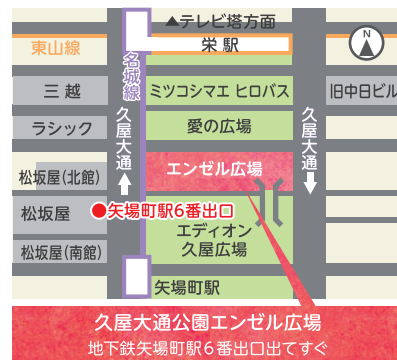 ▲テレビ塔方面
東山線
栄 駅
N
名城線
三 越
ミツコシマエ ヒロバス
旧中日ビル
ラシック
久屋大通
愛の広場
久屋大通
松坂屋(北館)
エンゼル広場
松坂屋
矢場町駅6番出口
エディオン
久屋広場
松坂屋(南館)
矢場町駅
久屋大通公園エンゼル広場
地下鉄矢場町駅6番出口出てすぐ